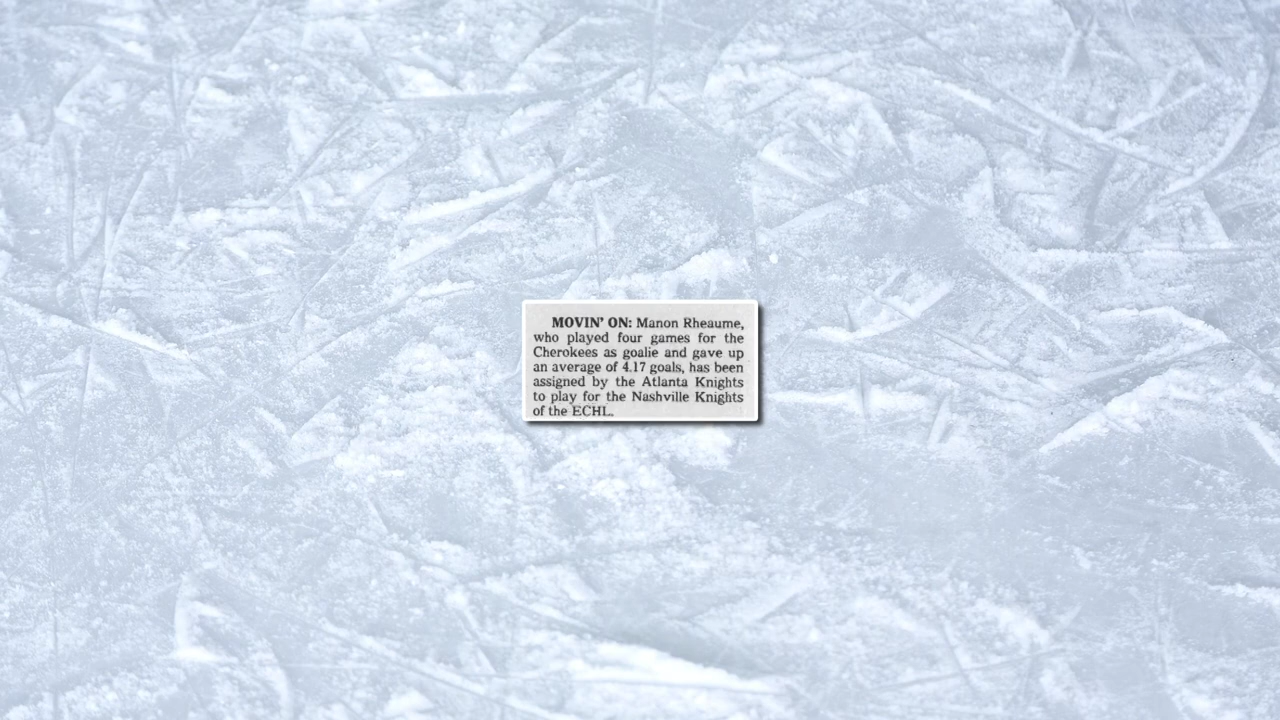 MOVIN' ON: Manon Rheaume,
who played four games for the
Cherokees as goalie and gave up
an average of 4.17 goals, has been
assigned by the Atlanta Knights
to play for the Nashville Knights
of the ECHL.